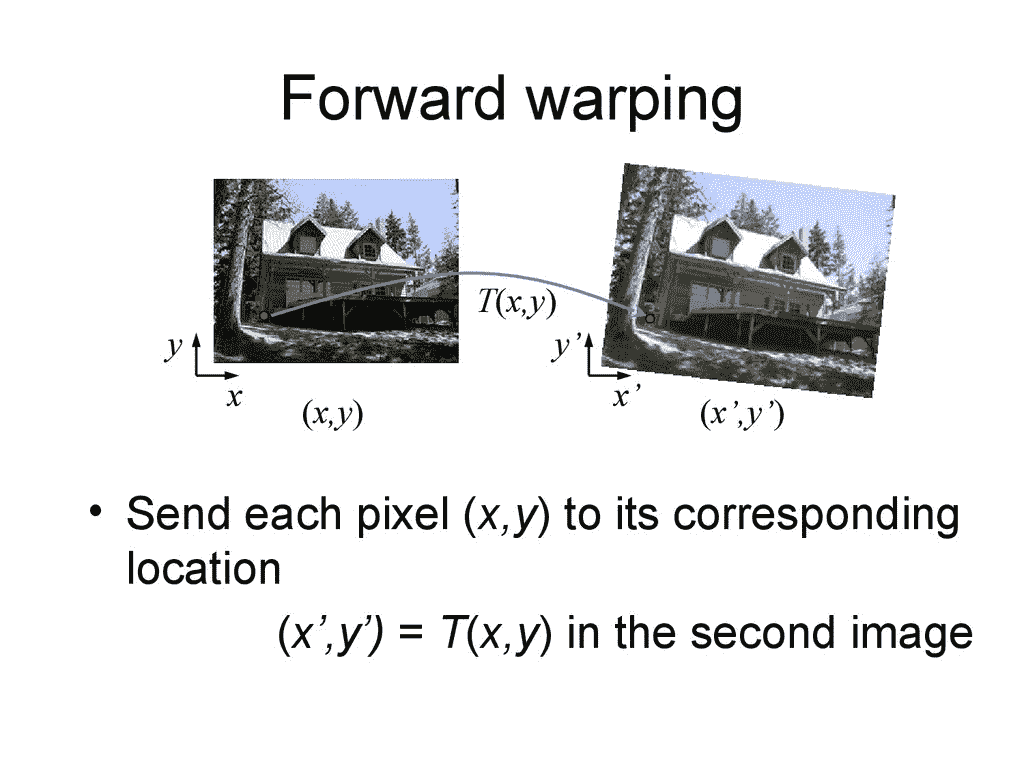 Forward warping
T(x,y)
y
x
(x,y)
y’
x’
(x’,y’)
• Send each pixel (x,y) to its corresponding
location
(x’,y’) = T(x,y) in the second image